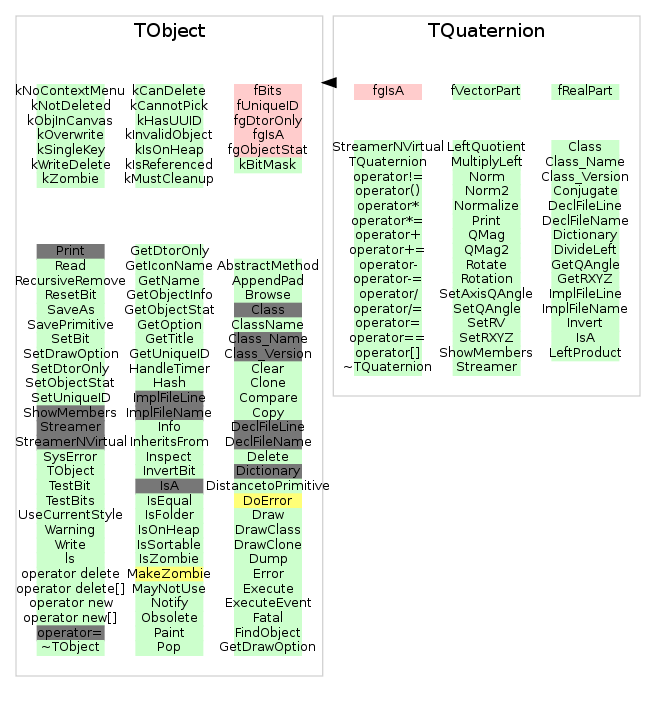 TObject
kNoContextMenu
kNotDeleted
kObjInCanvas
kOverwrite
kSingleKey
kWriteDelete
kZombie
kCanDelete
kCannotPick
kHasUUID
kInvalidObject
kIsOnHeap
kIsReferenced
kMustCleanup
fBits
fUniqueID
fgDtorOnly
fgIsA
fgObjectStat
kBitMask
Print
Read
RecursiveRemove
ResetBit
SaveAs
SavePrimitive
SetBit
SetDrawOption
SetDtorOnly
SetObjectStat
SetUniqueID
ShowMembers
Streamer
StreamerNVirtual
SysError
TObject
TestBit
TestBits
UseCurrentStyle
Warning
Write
ls
operator delete
operator delete[]
operator new
operator new[]
operator=
~TObject
GetDtorOnly
GetIconName
GetName
GetObjectInfo
GetObjectStat
GetOption
GetTitle
GetUniqueID
HandleTimer
Hash
ImplFileLine
ImplFileName
Info
InheritsFrom
Inspect
InvertBit
IsA
IsEqual
IsFolder
IsOnHeap
IsSortable
IsZombie
MakeZombie
MayNotUse
Notify
Obsolete
Paint
Pop
AbstractMethod
AppendPad
Browse
Class
ClassName
Class_Name
Class_Version
Clear
Clone
Compare
Copy
DeclFileLine
DeclFileName
Delete
Dictionary
DistancetoPrimitive
DoError
Draw
DrawClass
DrawClone
Dump
Error
Execute
ExecuteEvent
Fatal
FindObject
GetDrawOption
TQuaternion
fgIsA
fVectorPart
fRealPart
StreamerNVirtual
TQuaternion
operator!=
operator()
operator*
operator*=
operator+
operator+=
operator-
operator-=
operator/
operator/=
operator=
operator==
operator[]
~TQuaternion
LeftQuotient
MultiplyLeft
Norm
Norm2
Normalize
Print
QMag
QMag2
Rotate
Rotation
SetAxisQAngle
SetQAngle
SetRV
SetRXYZ
ShowMembers
Streamer
Class
Class_Name
Class_Version
Conjugate
DeclFileLine
DeclFileName
Dictionary
DivideLeft
GetQAngle
GetRXYZ
ImplFileLine
ImplFileName
Invert
IsA
LeftProduct